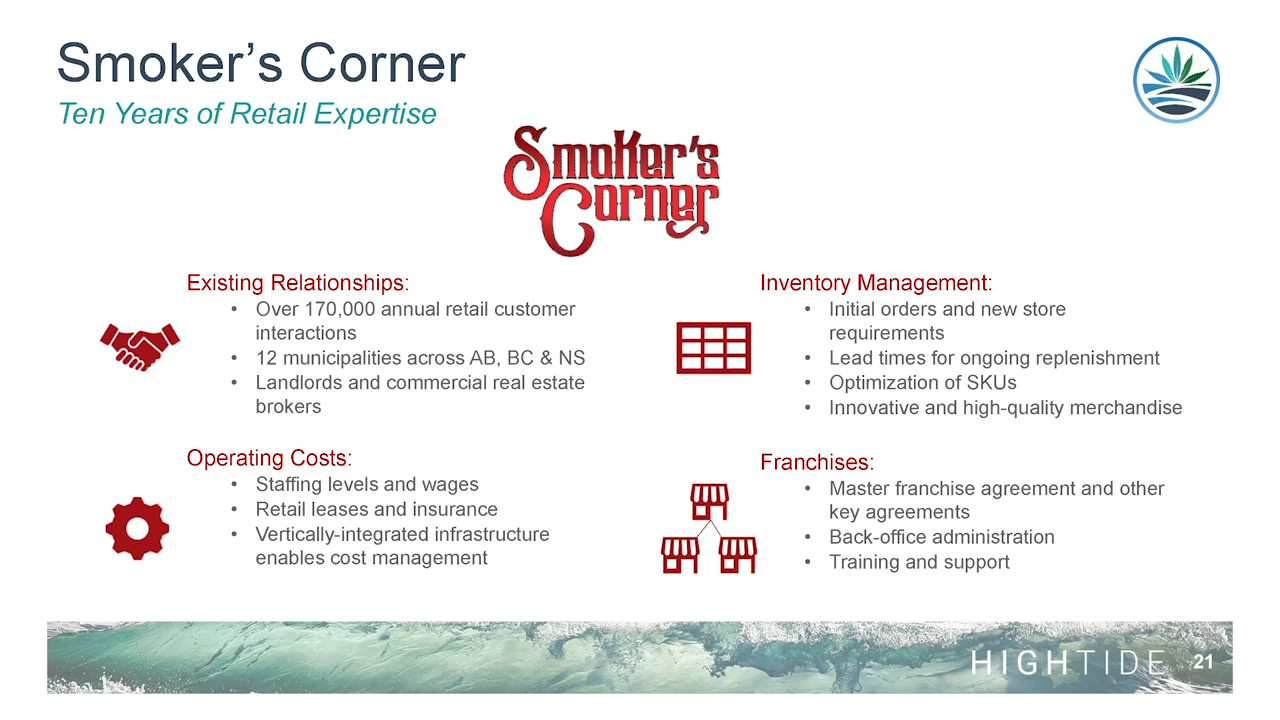 Smoker's Corner
Ten Years of Retail Expertise
Smoker's
Corner
Existing Relationships:
• Over 170,000 annual retail customer
interactions
• 12 municipalities across AB, BC & NS
• Landlords and commercial real estate
brokers
Operating Costs:
• Staffing levels and wages
• Retail leases and insurance
• Vertically-integrated infrastructure
enables cost management
Inventory Management:
• Initial orders and new store
requirements
• Lead times for ongoing replenishment
• Optimization of SKUs
• Innovative and high-quality merchandise
Franchises:
• Master franchise agreement and other
key agreements
• Back-office administration
• Training and support
HIGHTIDE 21